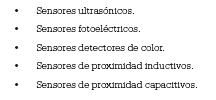 • Sensores ultrasónicos.
• Sensores fotoeléctricos.
• Sensores detectores de color.
• Sensores de proximidad inductivos.
• Sensores de proximidad capacitivos.